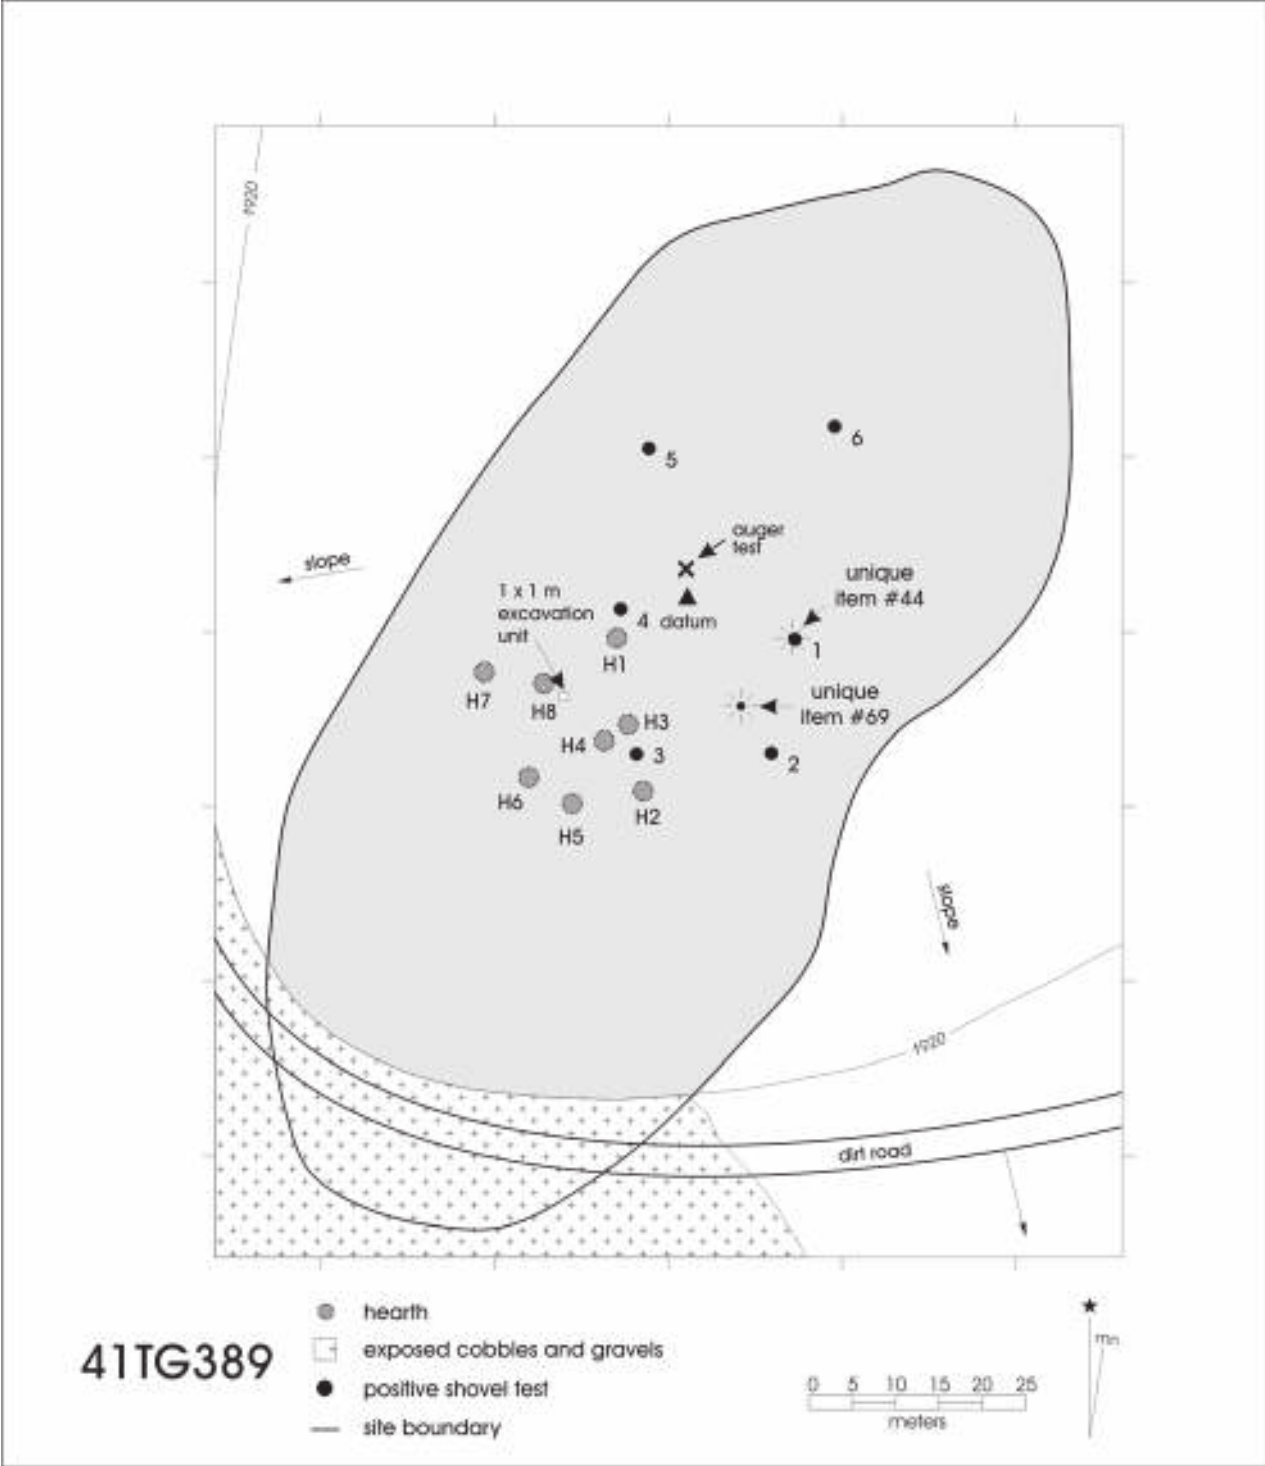 1920
6
5
auger
test
slope
unique
item #44
1 x 1 m
excavation
unit
4 datum
1
H1
H7
H8
unique
item #69
H3
H4
3
2
H6
H5
H2
slope
1920
dirt road
41TG389
hearth
exposed cobbles and gravels
positive shovel test
site boundary
0 5 10 15 20 25
meters
mn